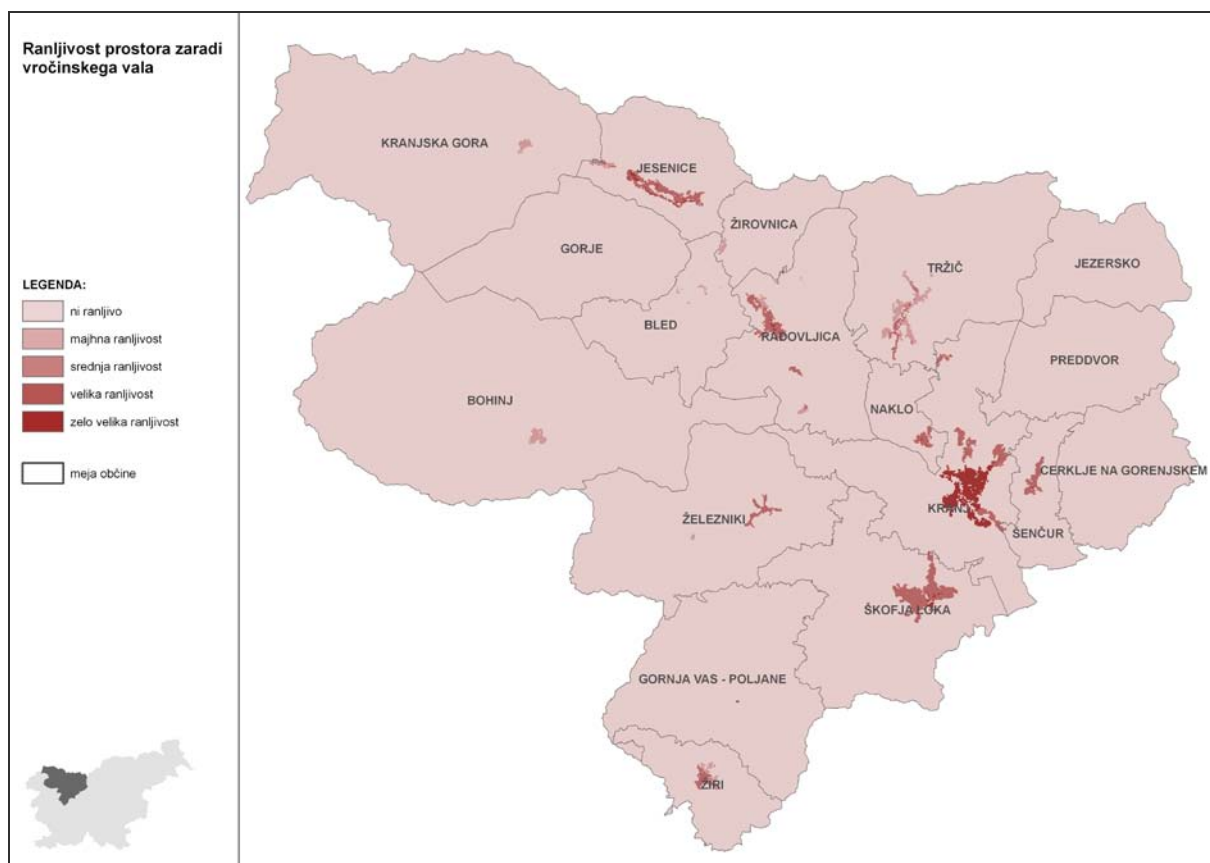 Ranljivost prostora zaradi
vročinskega vala
LEGENDA:
ni ranljivo
majhna ranljivost
srednja ranljivost
velika ranljivost
zelo velika ranljivost
meja občine
KRANJSKA GORA
JESENICE
ŽIROVNICA
GORJE
TRŽIČ
JEZERSKO
BLED
RADOVLJICA
PREDDVOR
BOHINJ
NAKLO
CERKLJE NA GORENJSKEM
KRANJ
ŽELEZNIKI
ŠENČUR
ŠKOFJA LOKA
GORNJA VAS - POLJANE
ŽIRI